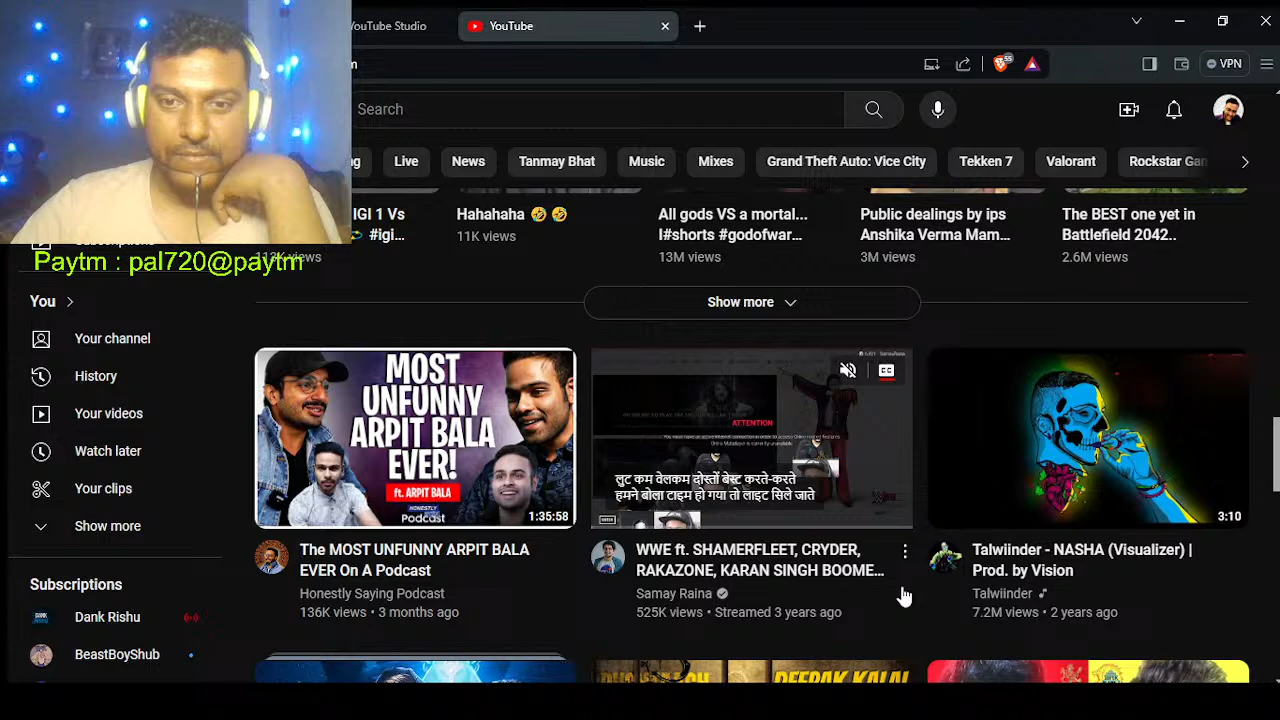 YouTube Studio
YouTube
m
55
VPN
Search
Live
News
Tanmay Bhat
Music
Mixes
Grand Theft Auto: Vice City
Tekken 7
Valorant
Rockstar Gan
IGI 1 Vs
#igi...
Hahahaha 🤣 🤣
11K views
All gods VS a mortal...
I#shorts #godofwar...
13M views
Public dealings by ips
Anshika Verma Mam...
3M views
The BEST one yet in
Battlefield 2042..
2.6M views
Paytm : pal720@paytm
You
Show more
Your channel
History
Your videos
Watch later
Your clips
Show more
Subscriptions
Dank Rishu
BeastBoyShub
MOST
UNFUNNY
ARPIT BALA
EVER!
ft. ARPIT BALA
HONESTLY
Podcast
1:35:58
The MOST UNFUNNY ARPIT BALA
EVER On A Podcast
Honestly Saying Podcast
136K views • 3 months ago
CC
ATTENTION
लुट कम वेलकम दोस्तों बेस्ट करते-करते
हमने बोला टाइम हो गया तो लाइट सिले जाते
WWE ft. SHAMERFLEET, CRYDER,
RAKAZONE, KARAN SINGH BOOME...
Samay Raina
525K views • Streamed 3 years ago
3:10
Talwiinder - NASHA (Visualizer) |
Prod. by Vision
Talwiinder
7.2M views • 2 years ago
DEEPAK KALAL